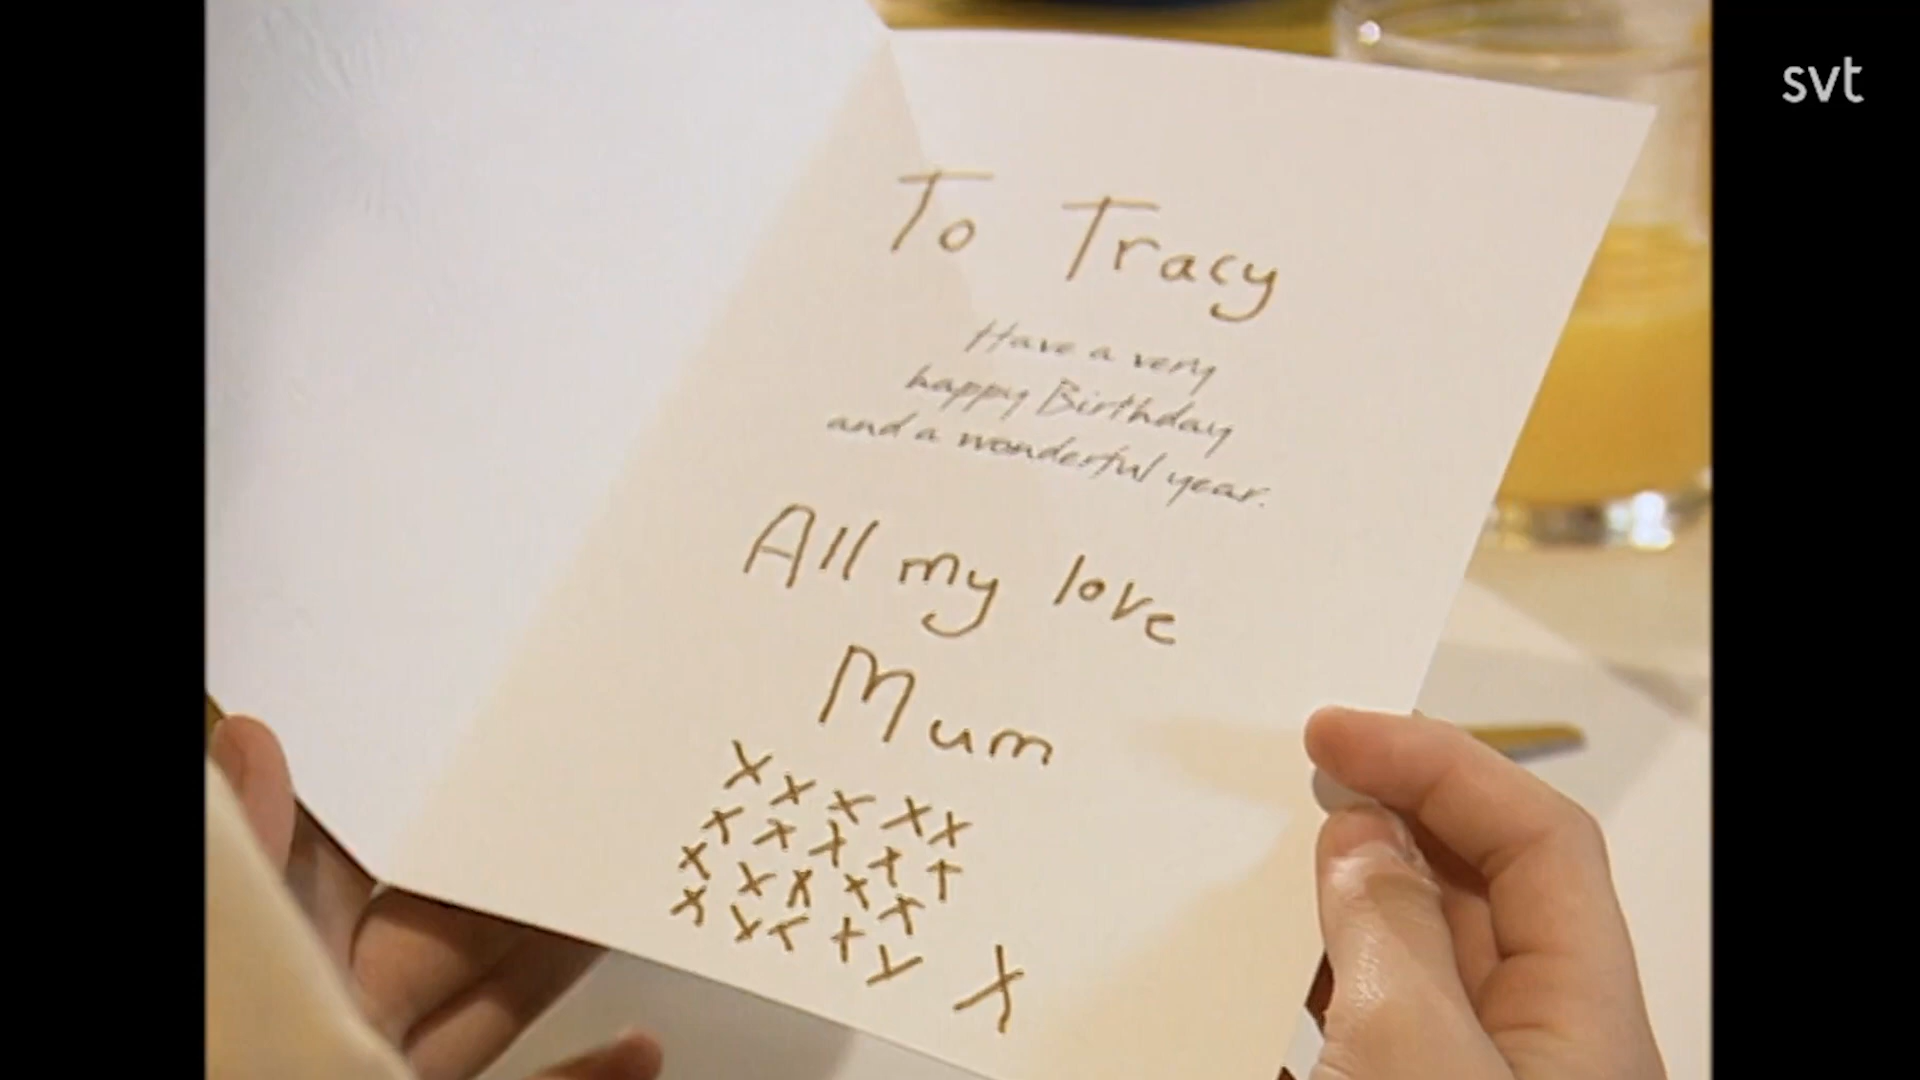 svt
To Tracy
Have a very
happy Birthday
and a wonderful year.
All my love
Mum
x x x x x
x x x x x
x x x x x
x x x x x X